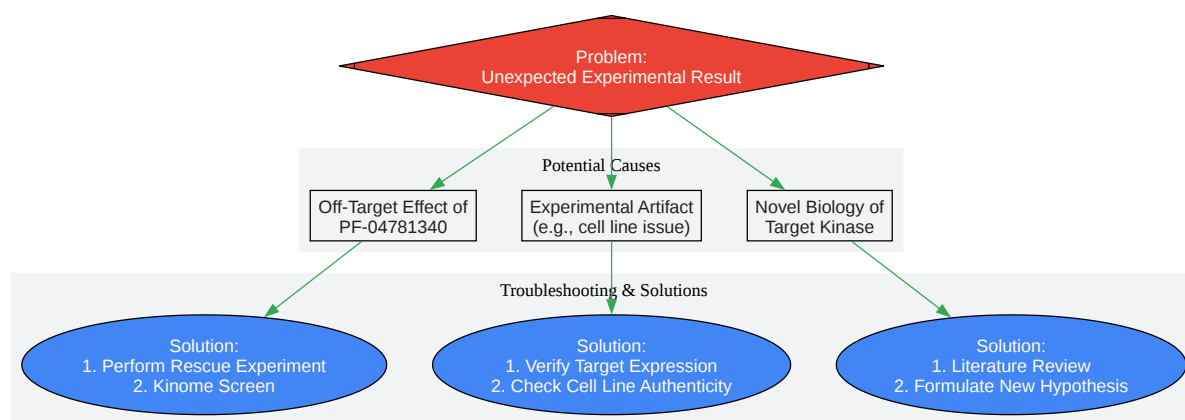 Problem:
Unexpected Experimental Result
Potential Causes
Off-Target Effect of
PF-04781340
Experimental Artifact
(e.g., cell line issue)
Novel Biology of
Target Kinase
Troubleshooting & Solutions
Solution:
1. Perform Rescue Experiment
2. Kinome Screen
Solution:
1. Verify Target Expression
2. Check Cell Line Authenticity
Solution:
1. Literature Review
2. Formulate New Hypothesis